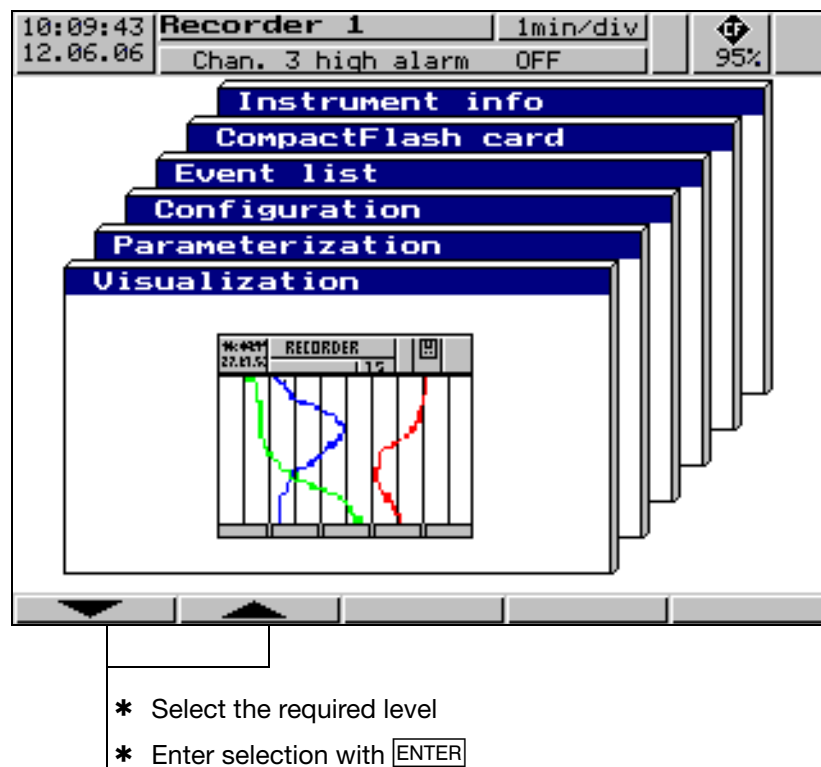 10:09:43 Recorder 1 1min/div CF
12.06.06 Chan. 3 high alarm OFF 95%
Instrument info
CompactFlash card
Event list
Configuration
Parameterization
Visualization
RECORDER
✱ Select the required level
✱ Enter selection with ENTER